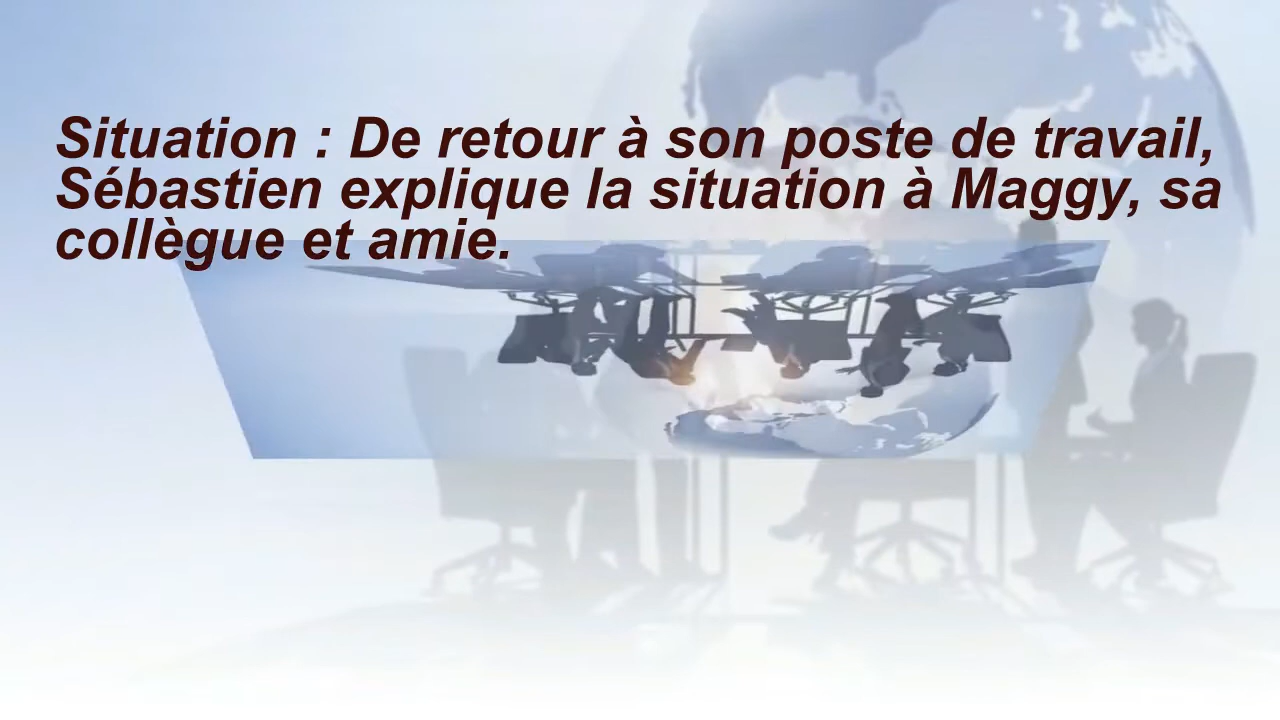 Situation : De retour à son poste de travail,
Sébastien explique la situation à Maggy, sa
collègue et amie.